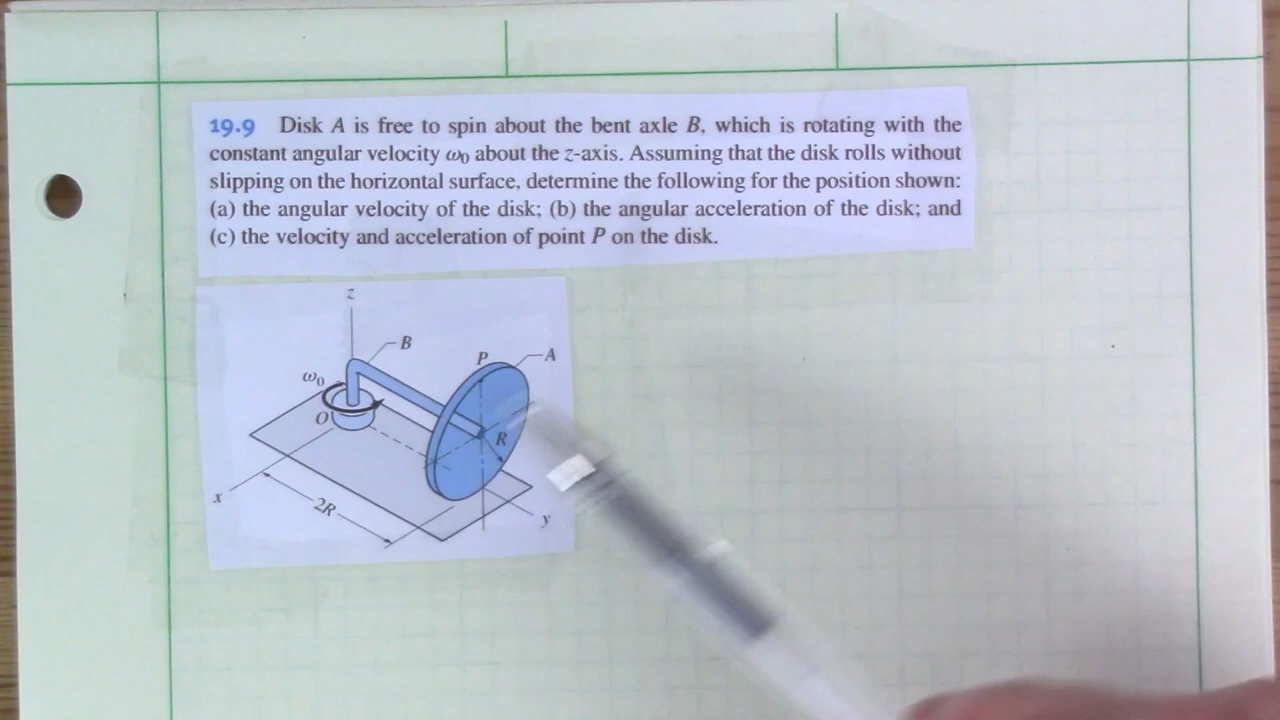 19.9 Disk A is free to spin about the bent axle B, which is rotating with the
constant angular velocity ω₀ about the z-axis. Assuming that the disk rolls without
slipping on the horizontal surface, determine the following for the position shown:
(a) the angular velocity of the disk; (b) the angular acceleration of the disk; and
(c) the velocity and acceleration of point P on the disk.
z
B
P
A
ω₀
O
R
x
2R
y